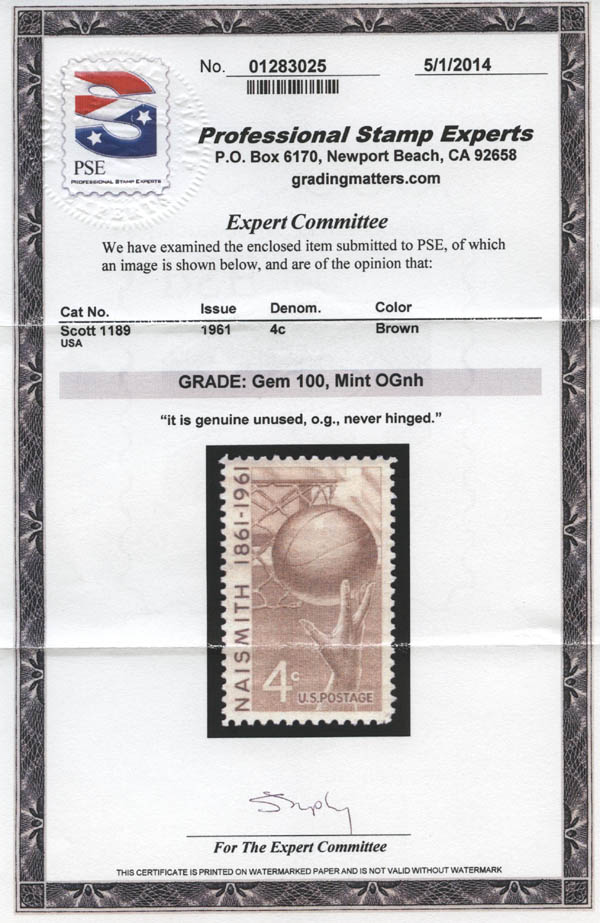 No. 01283025 5/1/2014
PSE
PROFESSIONAL STAMP EXPERTS
Professional Stamp Experts
P.O. Box 6170, Newport Beach, CA 92658
gradingmatters.com
Expert Committee
We have examined the enclosed item submitted to PSE, of which
an image is shown below, and are of the opinion that:
Cat No. Issue Denom. Color
Scott 1189 1961 4c Brown
USA
GRADE: Gem 100, Mint OGnh
“it is genuine unused, o.g., never hinged.”
NAISMITH 1861-1961
4c
U.S. POSTAGE
For The Expert Committee
THIS CERTIFICATE IS PRINTED ON WATERMARKED PAPER AND IS NOT VALID WITHOUT WATERMARK